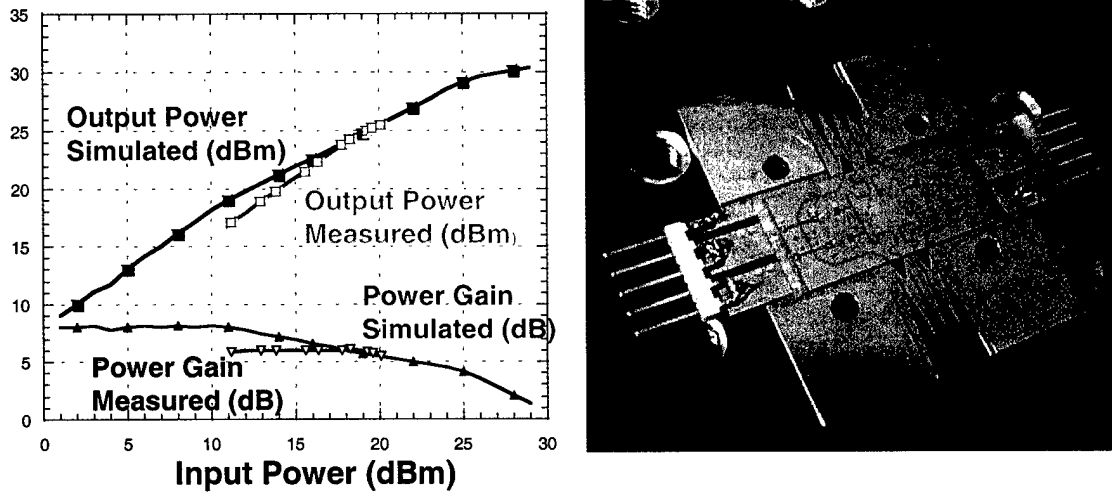 35
30
25
20
15
10
5
0
Output Power
Simulated (dBm)
Output Power
Measured (dBm)
Power Gain
Simulated (dB)
Power Gain
Measured (dB)
0 5 10 15 20 25 30
Input Power (dBm)